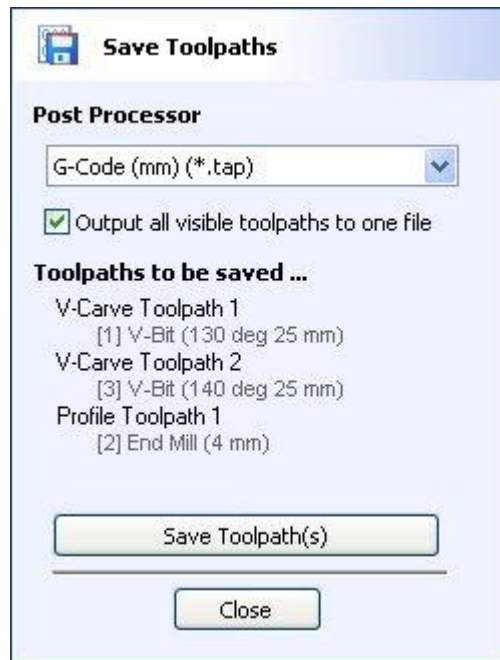 Save Toolpaths
Post Processor
G-Code (mm) (*.tap)
Output all visible toolpaths to one file
Toolpaths to be saved ...
V-Carve Toolpath 1
[1] V-Bit (130 deg 25 mm)
V-Carve Toolpath 2
[3] V-Bit (140 deg 25 mm)
Profile Toolpath 1
[2] End Mill (4 mm)
Save Toolpath(s)
Close